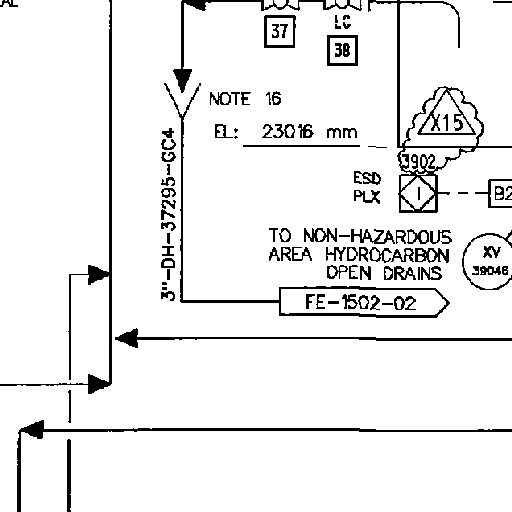 AL
37
LC
38
NOTE 16
EL: 23016 mm
X15
3902
ESD
PLX
I
B2
3"-DH-37295-GC4
TO NON-HAZARDOUS
AREA HYDROCARBON
OPEN DRAINS
XV
39046
FE-1502-02